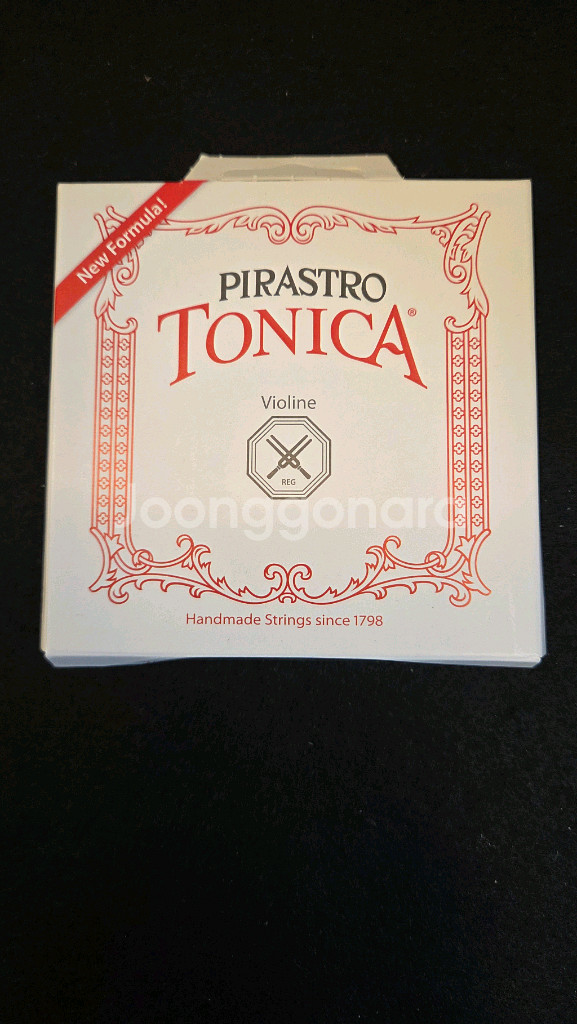 New Formula!
PIRASTRO
TONICA®
Violine
REG
Joonggonara
Handmade Strings since 1798